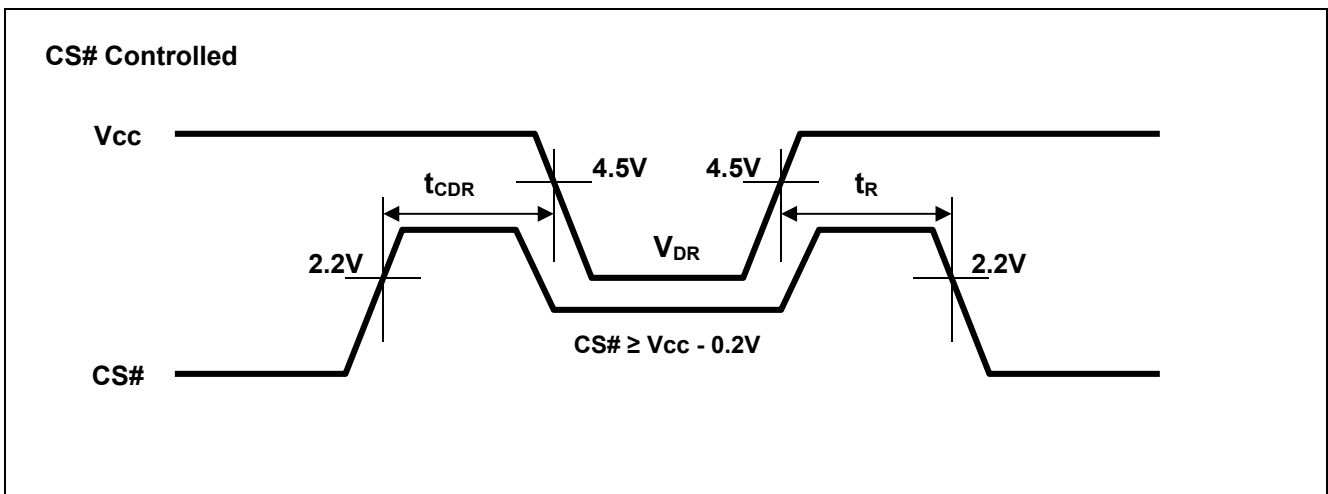 CS# Controlled
Vcc
4.5V
4.5V
tCDR
tR
VDR
2.2V
2.2V
CS# ≥ Vcc - 0.2V
CS#